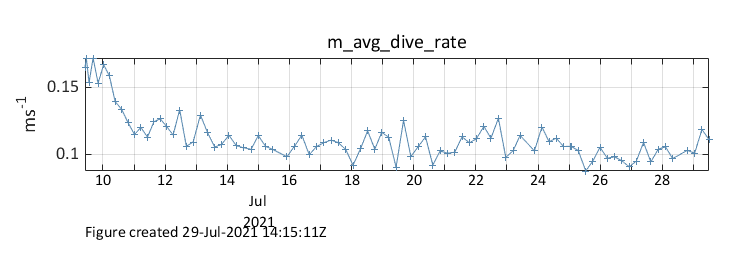 m_avg_dive_rate
ms-1
0.15
0.1
10 12 14 16 18 20 22 24 26 28
Jul
2021
Figure created 29-Jul-2021 14:15:11Z